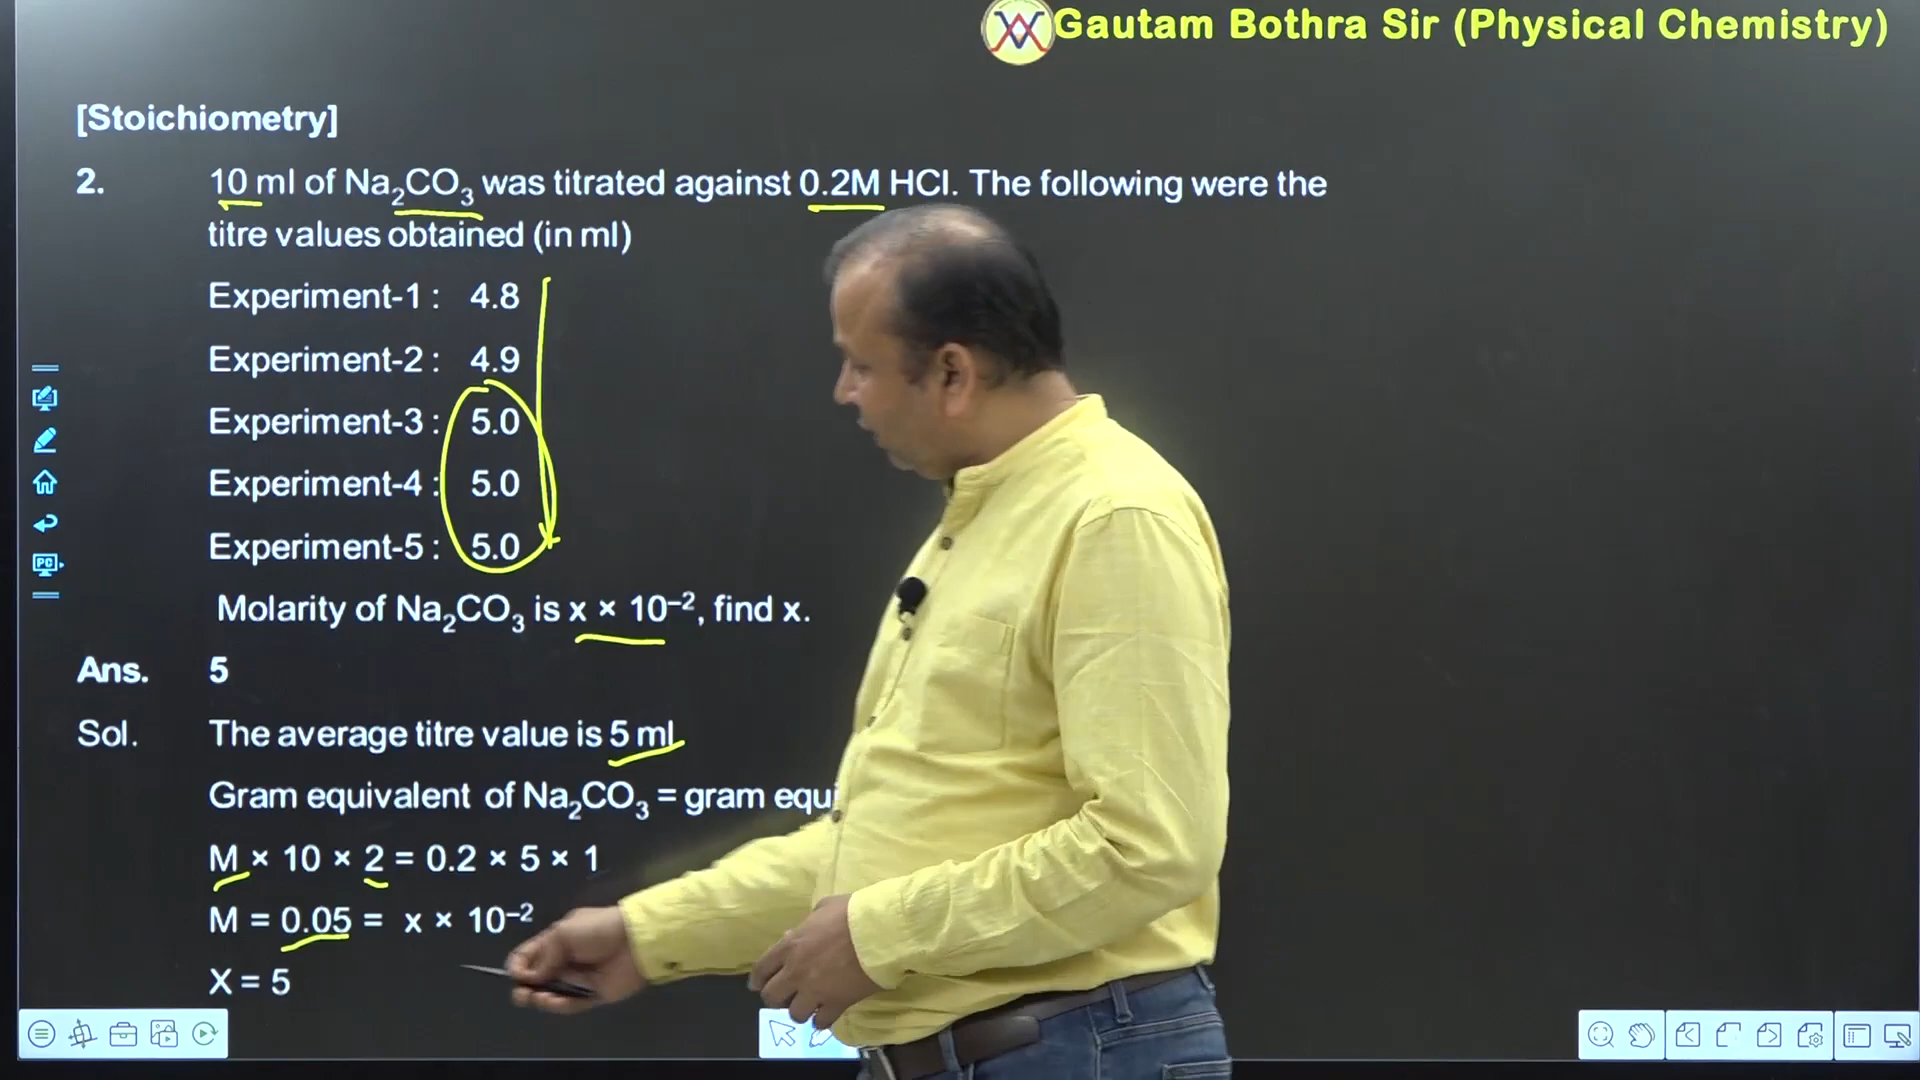 Gautam Bothra Sir (Physical Chemistry)
[Stoichiometry]
2. 10 ml of Na₂CO₃ was titrated against 0.2M HCl. The following were the
titre values obtained (in ml)
Experiment-1 : 4.8
Experiment-2 : 4.9
Experiment-3 : 5.0
Experiment-4 : 5.0
Experiment-5 : 5.0
Molarity of Na₂CO₃ is x × 10⁻², find x.
Ans. 5
Sol. The average titre value is 5 ml
Gram equivalent of Na₂CO₃ = gram
M × 10 × 2 = 0.2 × 5 × 1
M = 0.05 = x × 10⁻²
X = 5
PC